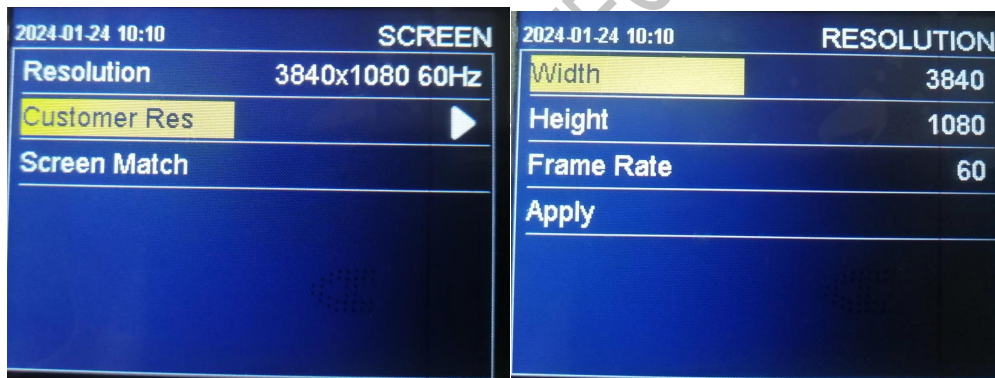 2024-01-24 10:10 SCREEN
Resolution 3840x1080 60Hz
Customer Res
Screen Match
2024-01-24 10:10 RESOLUTION
Width 3840
Height 1080
Frame Rate 60
Apply